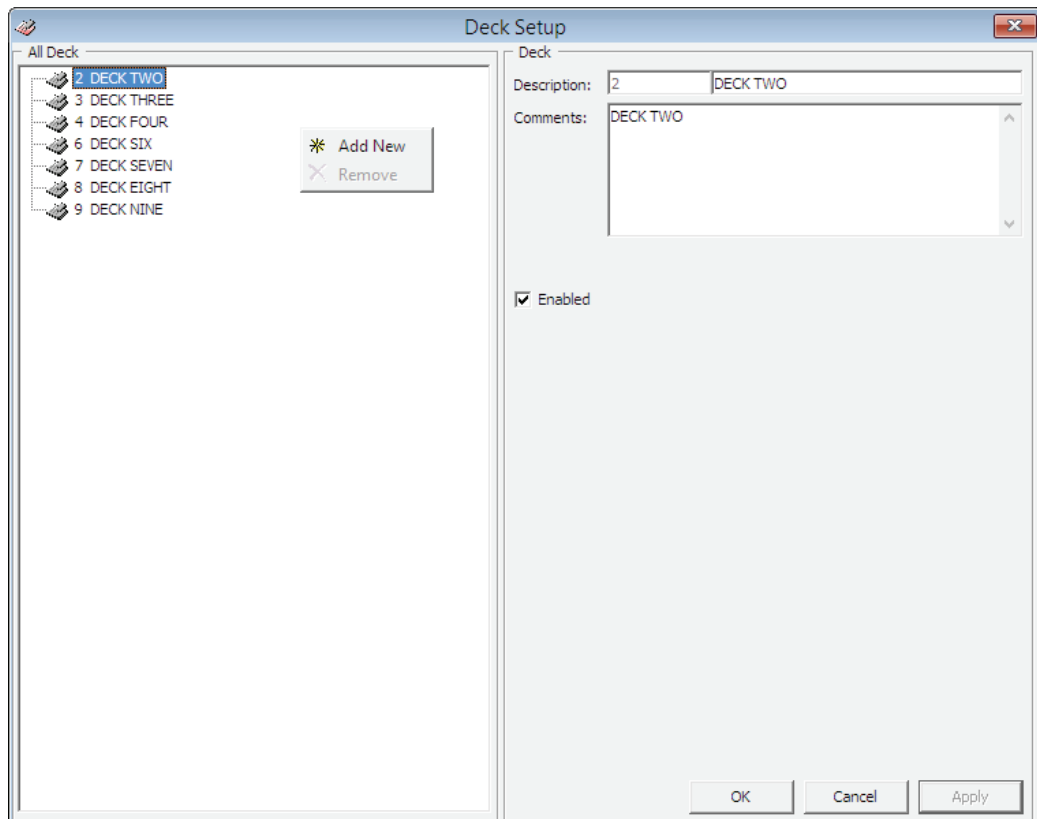 Deck Setup
All Deck
2 DECK TWO
3 DECK THREE
4 DECK FOUR
6 DECK SIX
7 DECK SEVEN
8 DECK EIGHT
9 DECK NINE
Add New
Remove
Deck
Description: 2 DECK TWO
Comments: DECK TWO
Enabled
OK Cancel Apply